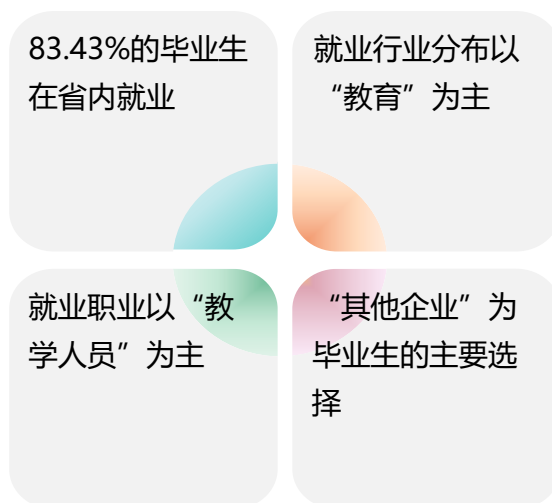 83.43%的毕业生
在省内就业
就业行业分布以
“教育”为主
就业职业以“教
学人员”为主
“其他企业”为
毕业生的主要选
择